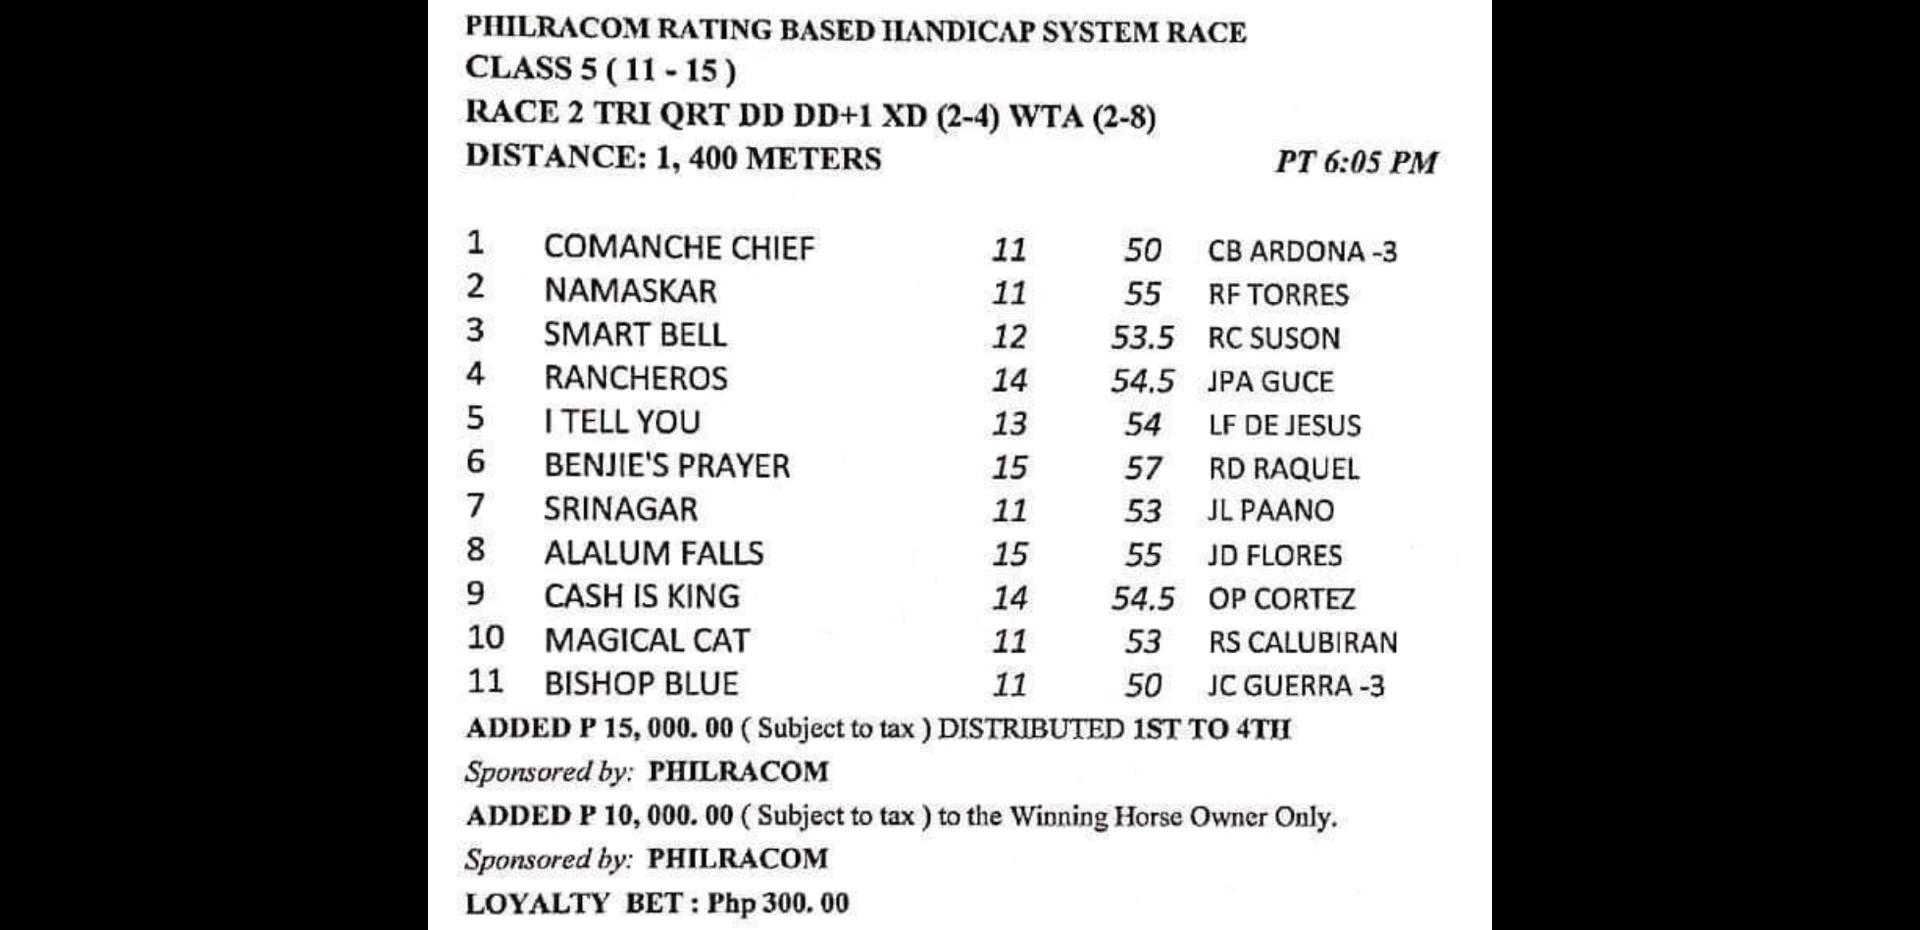 PHILRACOM RATING BASED HANDICAP SYSTEM RACE
CLASS 5 ( 11 - 15 )
RACE 2 TRI QRT DD DD+1 XD (2-4) WTA (2-8)
DISTANCE: 1, 400 METERS PT 6:05 PM
1 COMANCHE CHIEF 11 50 CB ARDONA -3
2 NAMASKAR 11 55 RF TORRES
3 SMART BELL 12 53.5 RC SUSON
4 RANCHEROS 14 54.5 JPA GUCE
5 I TELL YOU 13 54 LF DE JESUS
6 BENJIE'S PRAYER 15 57 RD RAQUEL
7 SRINAGAR 11 53 JL PAANO
8 ALALUM FALLS 15 55 JD FLORES
9 CASH IS KING 14 54.5 OP CORTEZ
10 MAGICAL CAT 11 53 RS CALUBIRAN
11 BISHOP BLUE 11 50 JC GUERRA -3
ADDED P 15, 000. 00 ( Subject to tax ) DISTRIBUTED 1ST TO 4TH
Sponsored by: PHILRACOM
ADDED P 10, 000. 00 ( Subject to tax ) to the Winning Horse Owner Only.
Sponsored by: PHILRACOM
LOYALTY BET : Php 300. 00